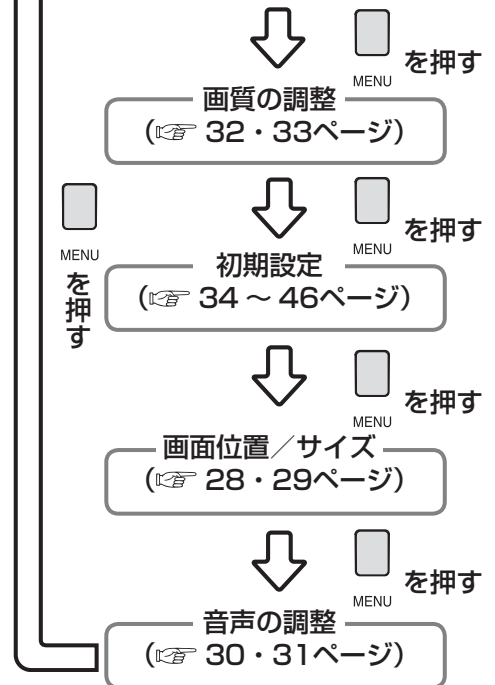 MENU を押す
画質の調整
(☞ 32・33ページ)
MENU を押す
MENU を押す
初期設定
(☞ 34 ～ 46ページ)
MENU を押す
画面位置／サイズ
(☞ 28・29ページ)
MENU を押す
音声の調整
(☞ 30・31ページ)